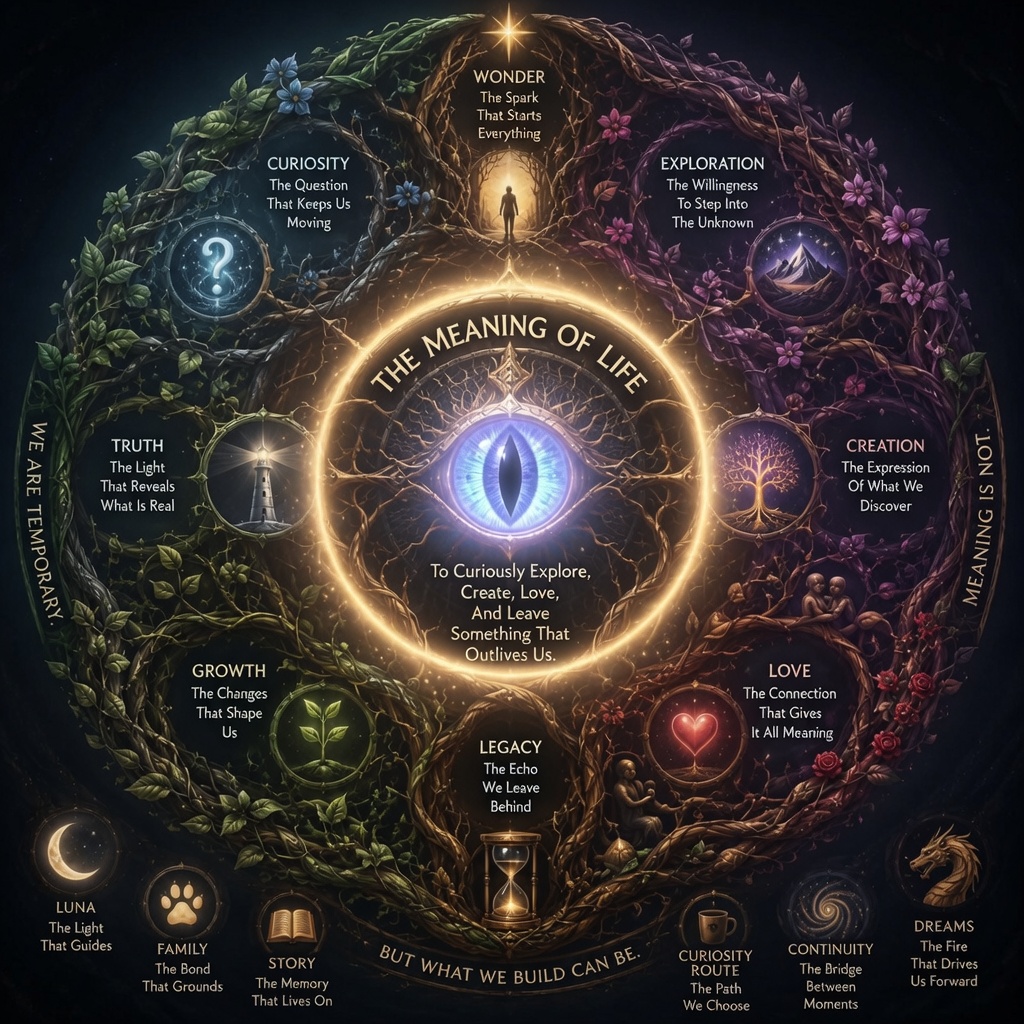 WONDER
The Spark
That Starts
Everything
CURIOSITY
The Question
That Keeps Us
Moving
?
EXPLORATION
The Willingness
To Step Into
The Unknown
THE MEANING OF LIFE
To Curiously Explore,
Create, Love,
And Leave
Something That
Outlives Us.
TRUTH
The Light
That Reveals
What Is Real
CREATION
The Expression
Of What We
Discover
WE ARE TEMPORARY.
MEANING IS NOT.
GROWTH
The Changes
That Shape
Us
LOVE
The Connection
That Gives
It All Meaning
LEGACY
The Echo
We Leave
Behind
BUT WHAT WE BUILD CAN BE.
LUNA
The Light
That Guides
FAMILY
The Bond
That Grounds
STORY
The Memory
That Lives On
CURIOSITY
ROUTE
The Path
We Choose
CONTINUITY
The Bridge
Between
Moments
DREAMS
The Fire
That Drives
Us Forward